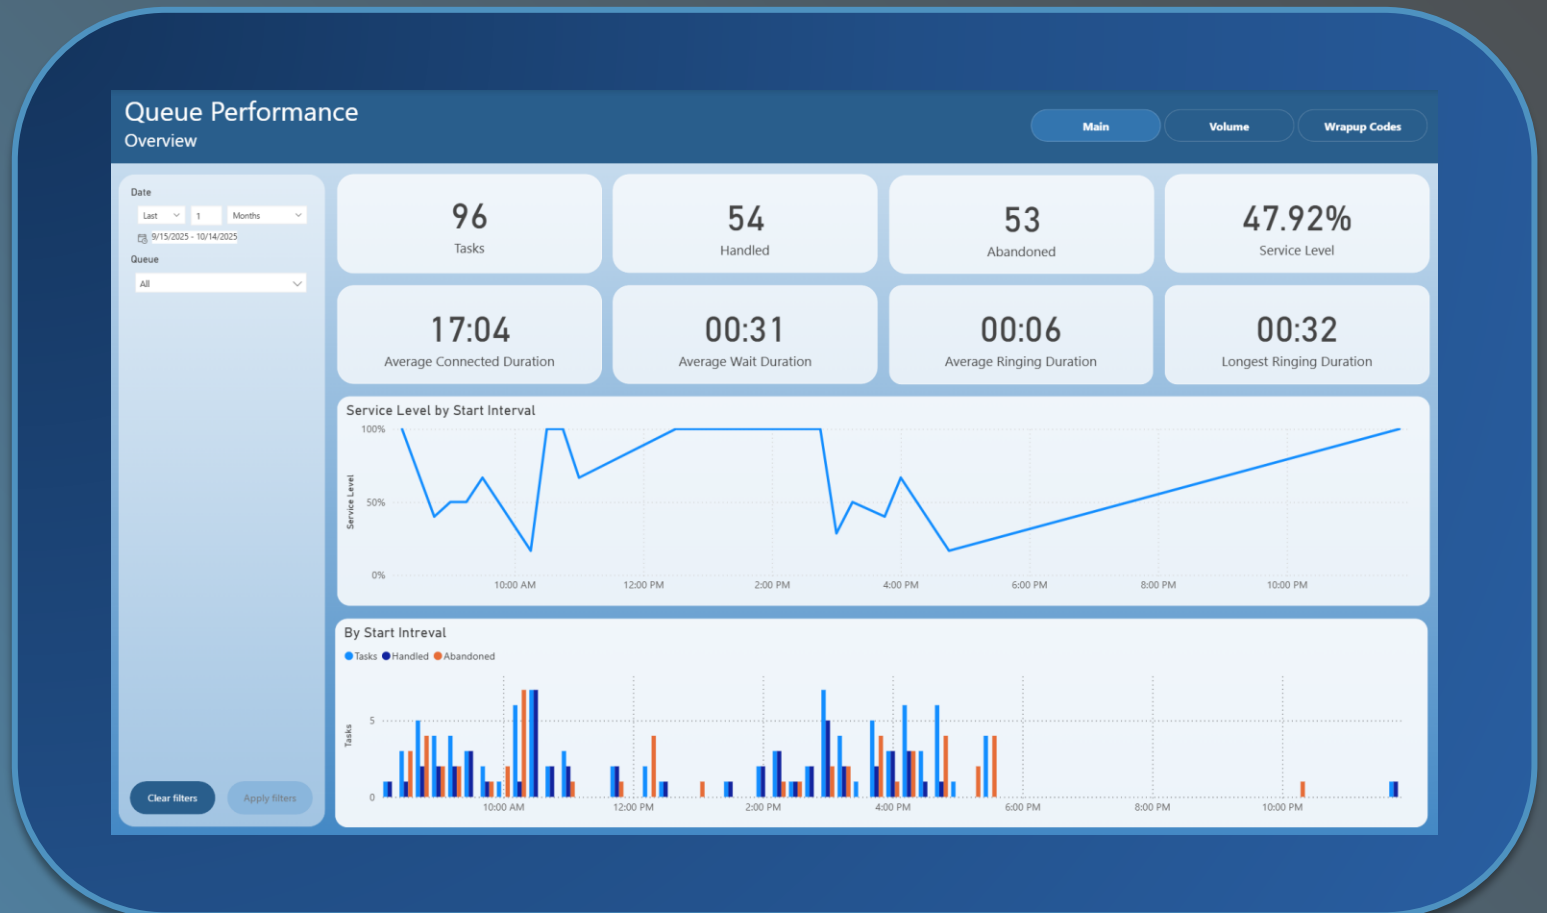 Queue Performance
Overview
Main
Volume
Wrapup Codes
Date
Last
1
Months
9/15/2025 - 10/14/2025
Queue
All
Clear filters
Apply filters
96
Tasks
54
Handled
53
Abandoned
47.92%
Service Level
17:04
Average Connected Duration
00:31
Average Wait Duration
00:06
Average Ringing Duration
00:32
Longest Ringing Duration
Service Level by Start Interval
Service Level
100%
50%
0%
10:00 AM
12:00 PM
2:00 PM
4:00 PM
6:00 PM
8:00 PM
10:00 PM
By Start Intreval
Tasks Handled Abandoned
Tasks
5
0
10:00 AM
12:00 PM
2:00 PM
4:00 PM
6:00 PM
8:00 PM
10:00 PM